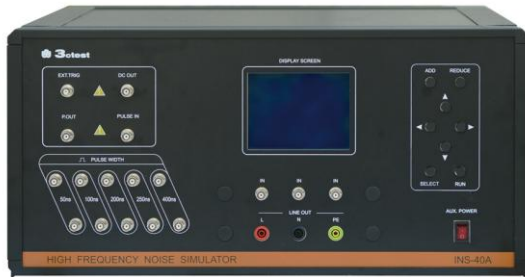 3ctest
DISPLAY SCREEN
EXT.TRIG
DC OUT
P.OUT
PULSE IN
ADD
REDUCE
SELECT
RUN
PULSE WIDTH
50ns
100ns
200ns
250ns
400ns
IN
IN
IN
LINE OUT
L
N
PE
AUX. POWER
HIGH FREQUENCY NOISE SIMULATOR
INS-40A